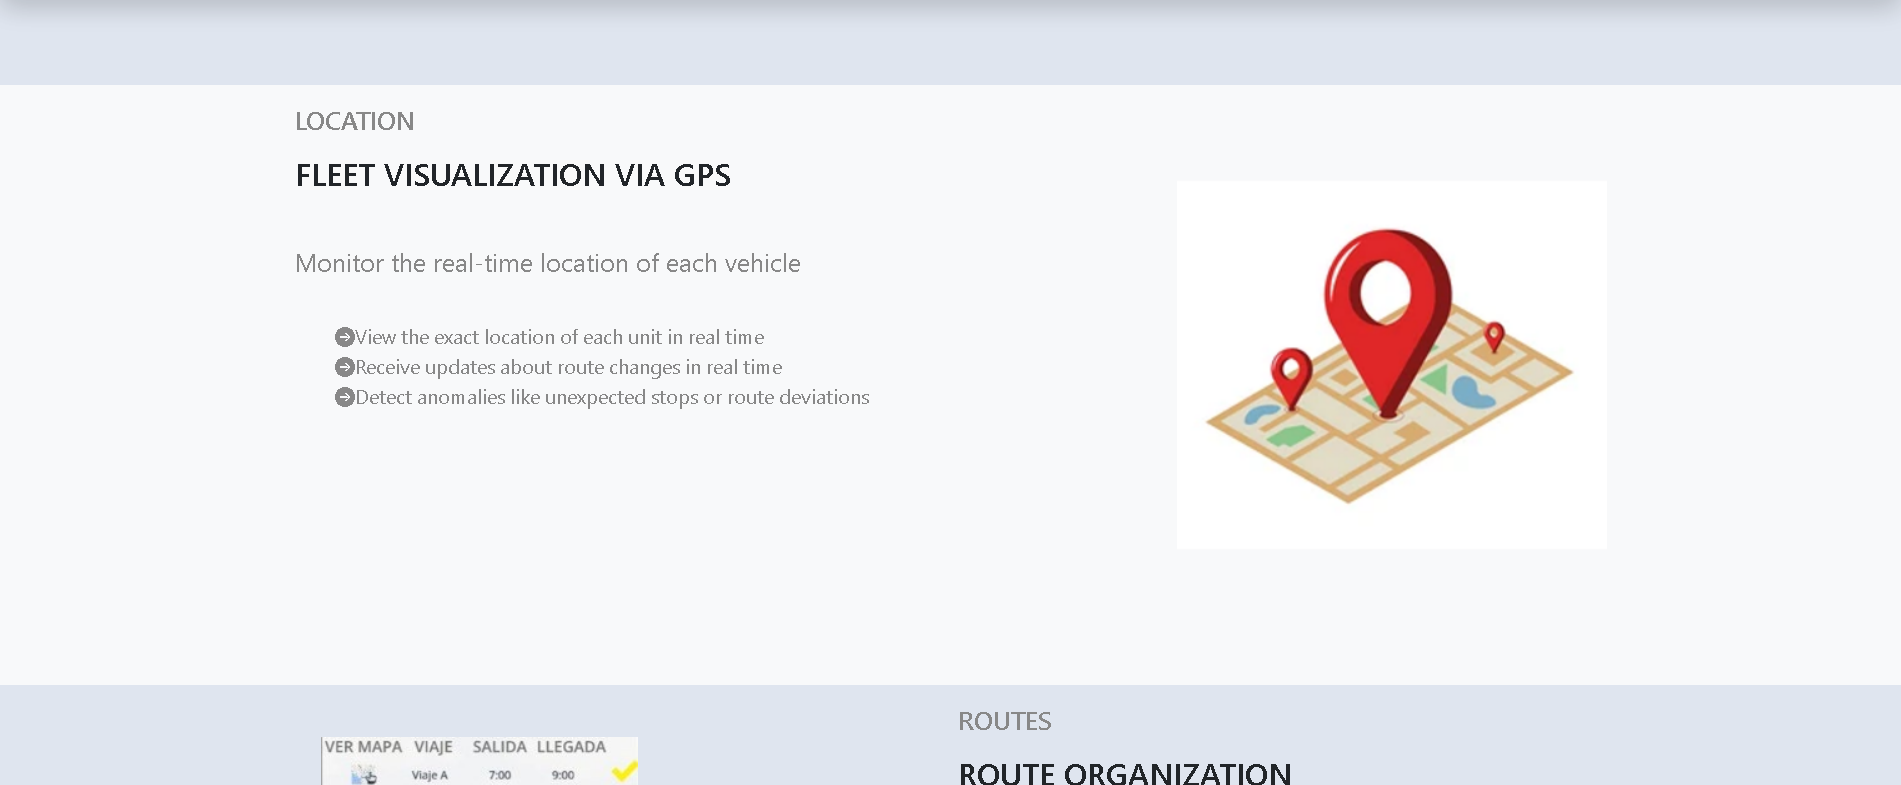 LOCATION
FLEET VISUALIZATION VIA GPS
Monitor the real-time location of each vehicle
View the exact location of each unit in real time
Receive updates about route changes in real time
Detect anomalies like unexpected stops or route deviations
ROUTES
ROUTE ORGANIZATION
VER MAPA VIAJE SALIDA LLEGADA
Viaje A 7:00 9:00